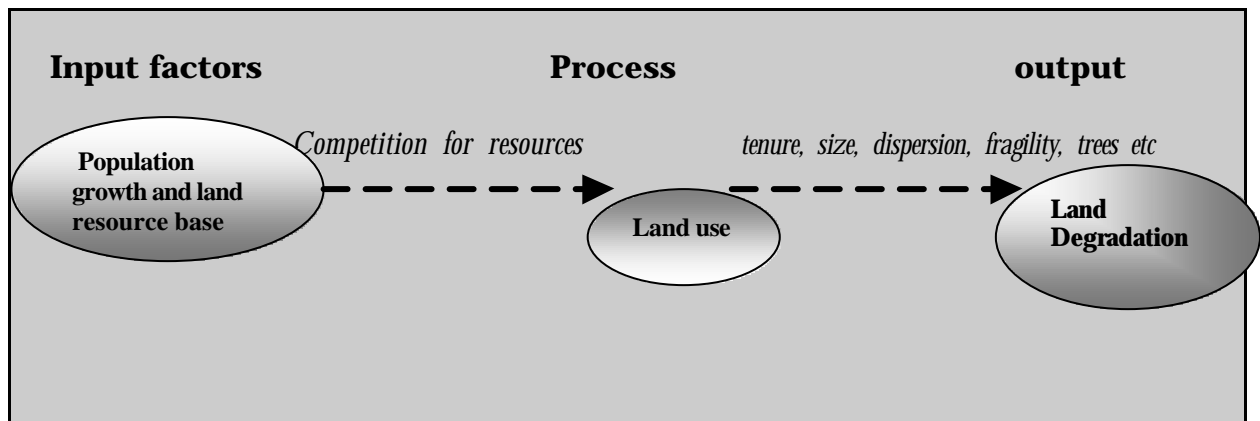 Input factors Process output
Competition for resources tenure, size, dispersion, fragility, trees etc
Population
growth and land
resource base
Land use
Land
Degradation